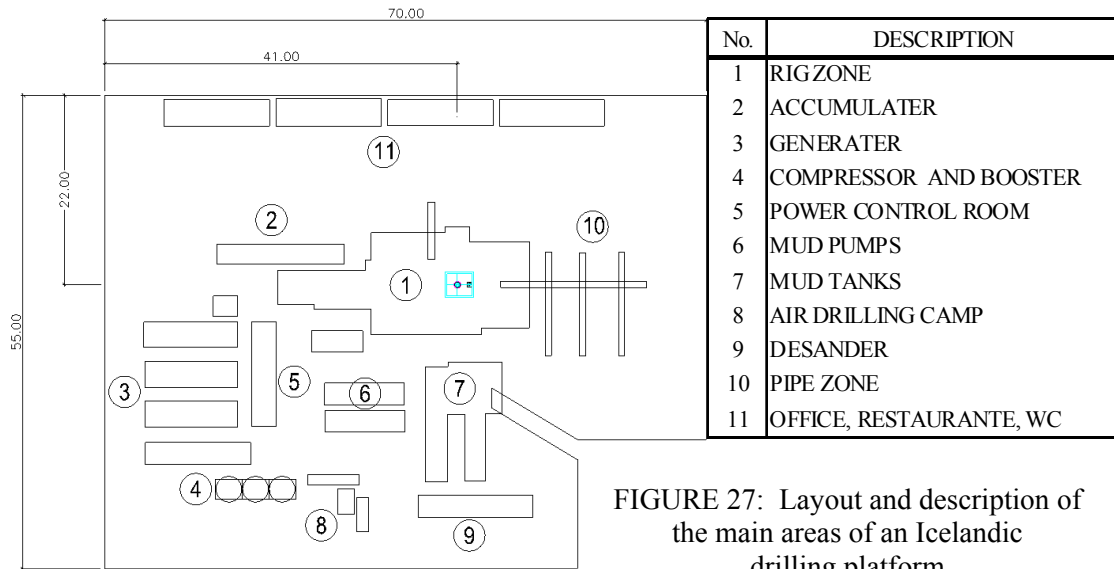 70.00
41.00
22.00
55.00
11
2
10
1
3
5
6
7
4
8
9
No. DESCRIPTION
1 RIG ZONE
2 ACCUMULATER
3 GENERATER
4 COMPRESSOR AND BOOSTER
5 POWER CONTROL ROOM
6 MUD PUMPS
7 MUD TANKS
8 AIR DRILLING CAMP
9 DESANDER
10 PIPE ZONE
11 OFFICE, RESTAURANTE, WC
FIGURE 27: Layout and description of
the main areas of an Icelandic
drilling platform